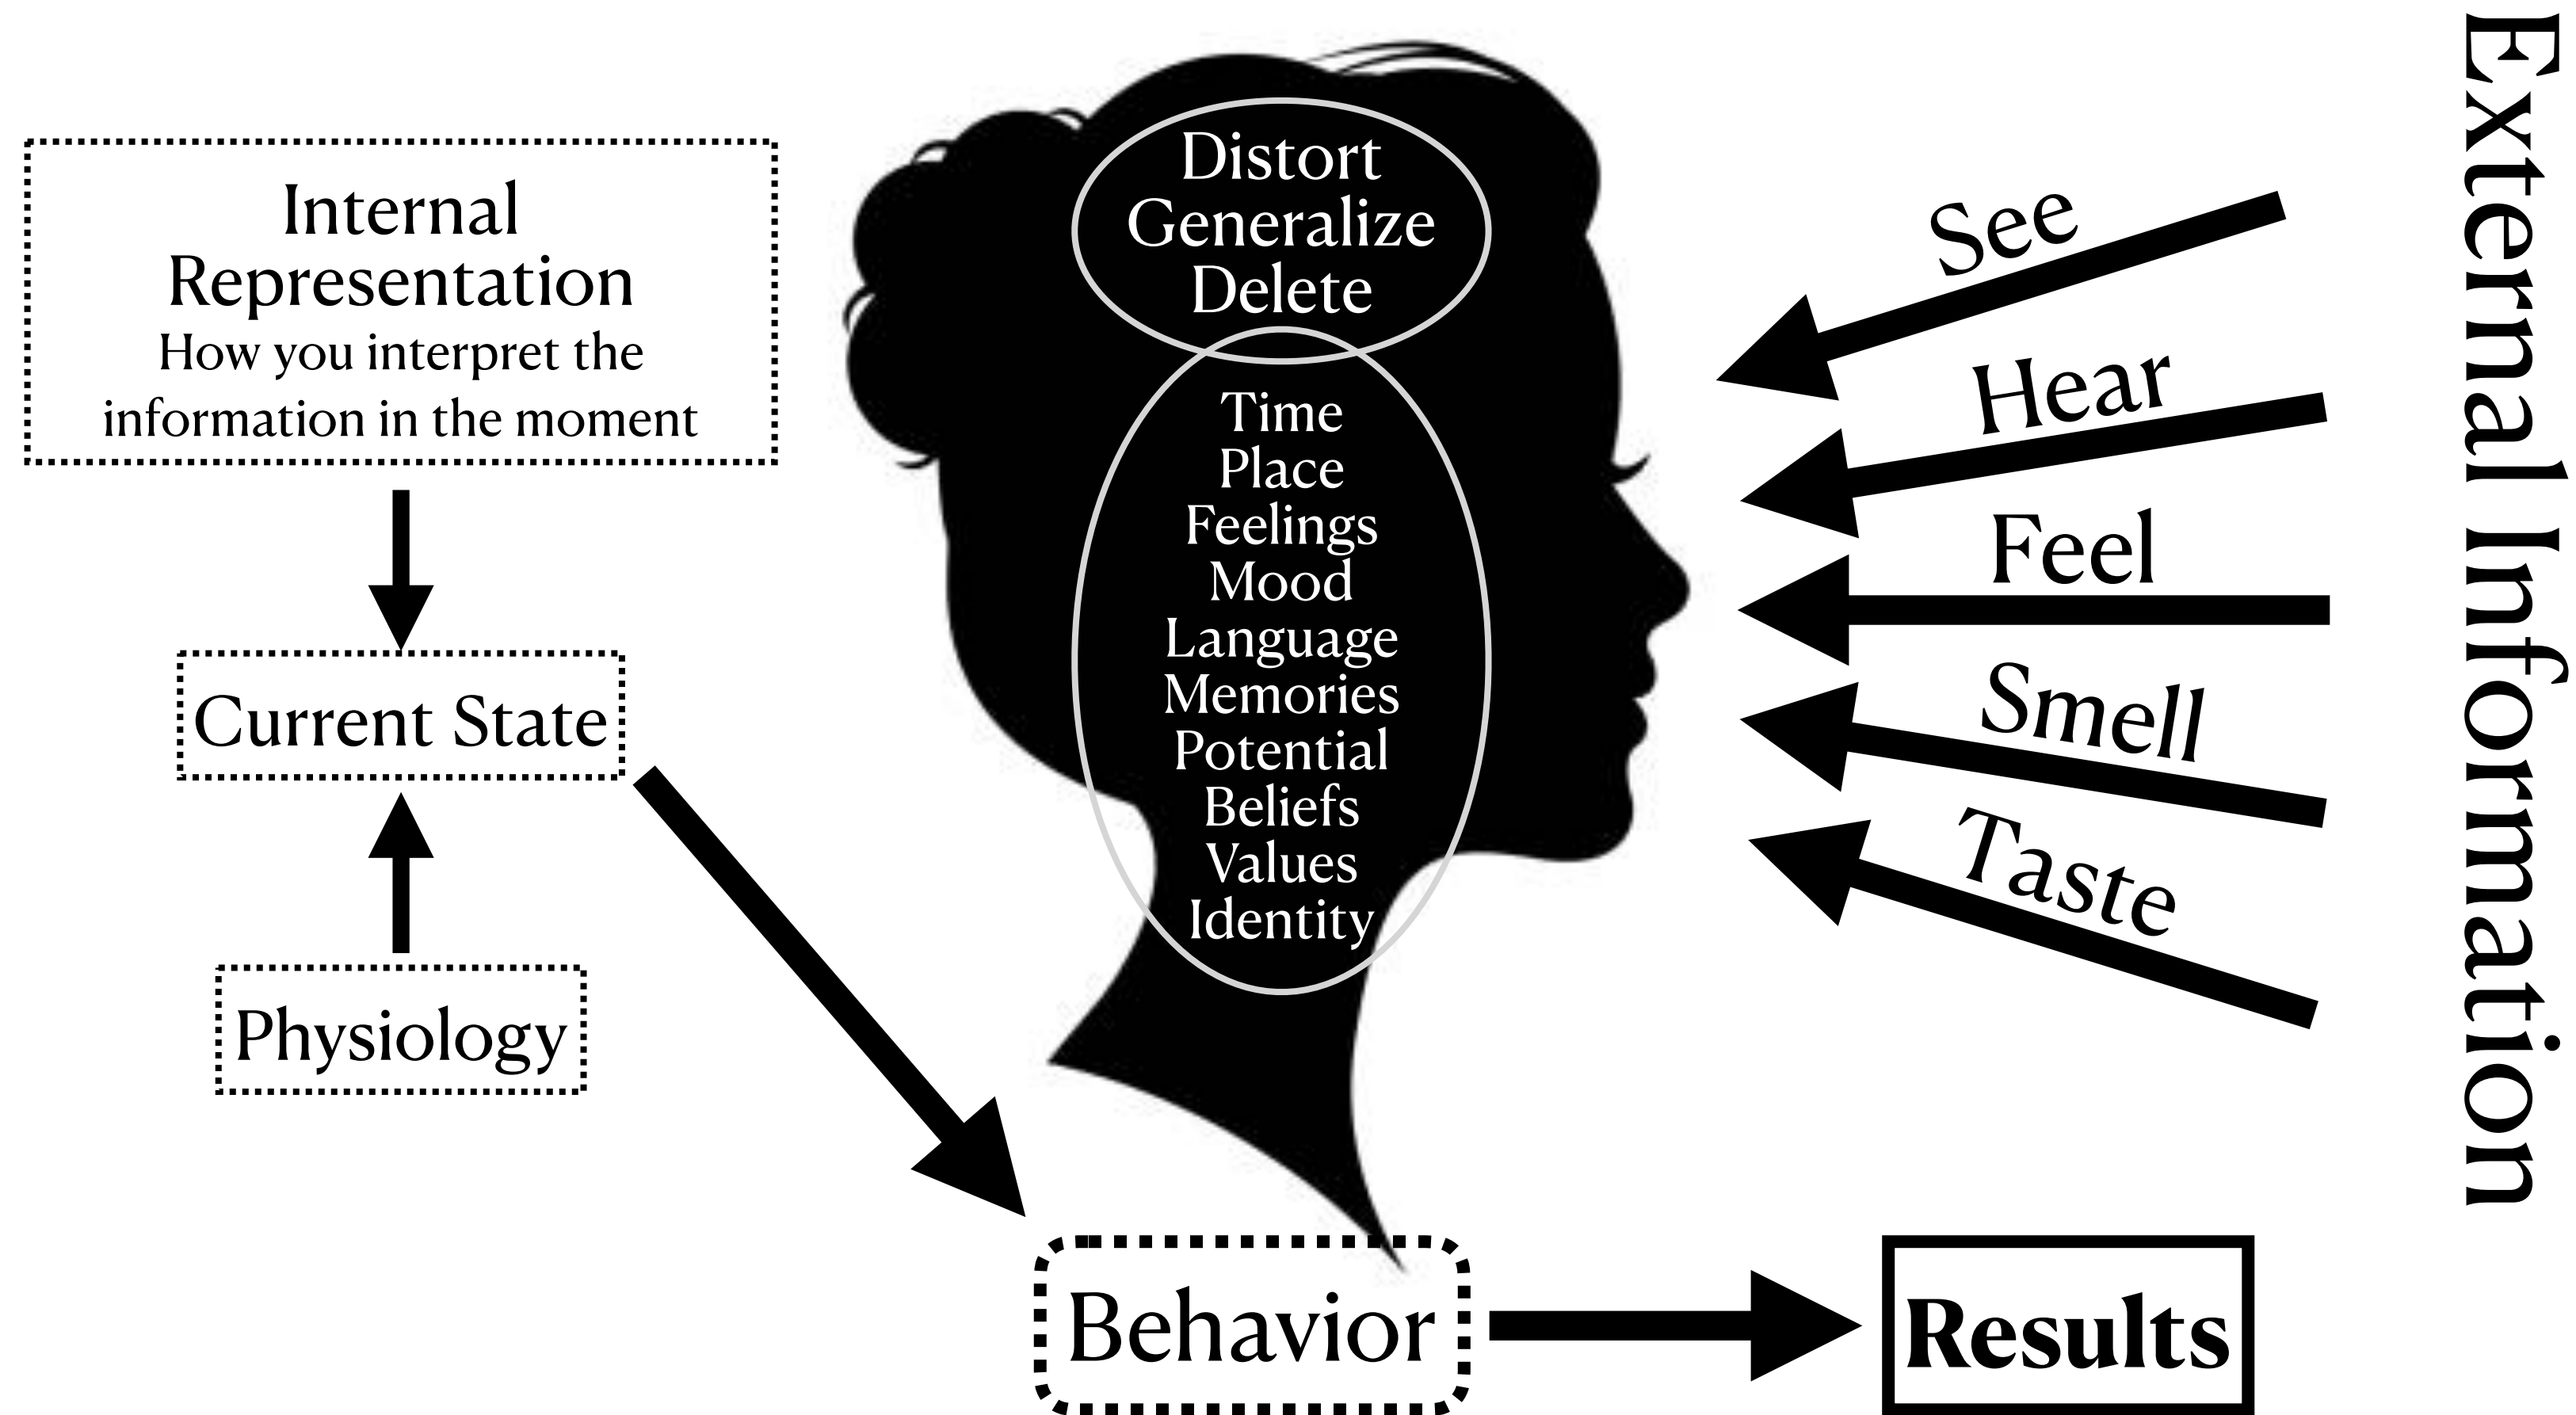 Internal
Representation
How you interpret the
information in the moment
Current State
Physiology
Distort
Generalize
Delete
Time
Place
Feelings
Mood
Language
Memories
Potential
Beliefs
Values
Identity
See
Hear
Feel
Smell
Taste
External Information
Behavior
Results